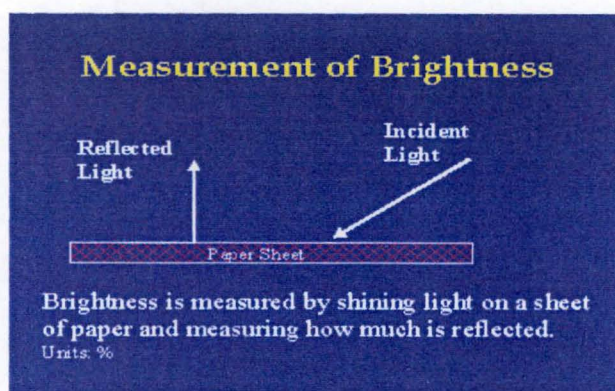 Measurement of Brightness
Reflected
Light
Incident
Light
Paper Sheet
Brightness is measured by shining light on a sheet
of paper and measuring how much is reflected.
Units: %